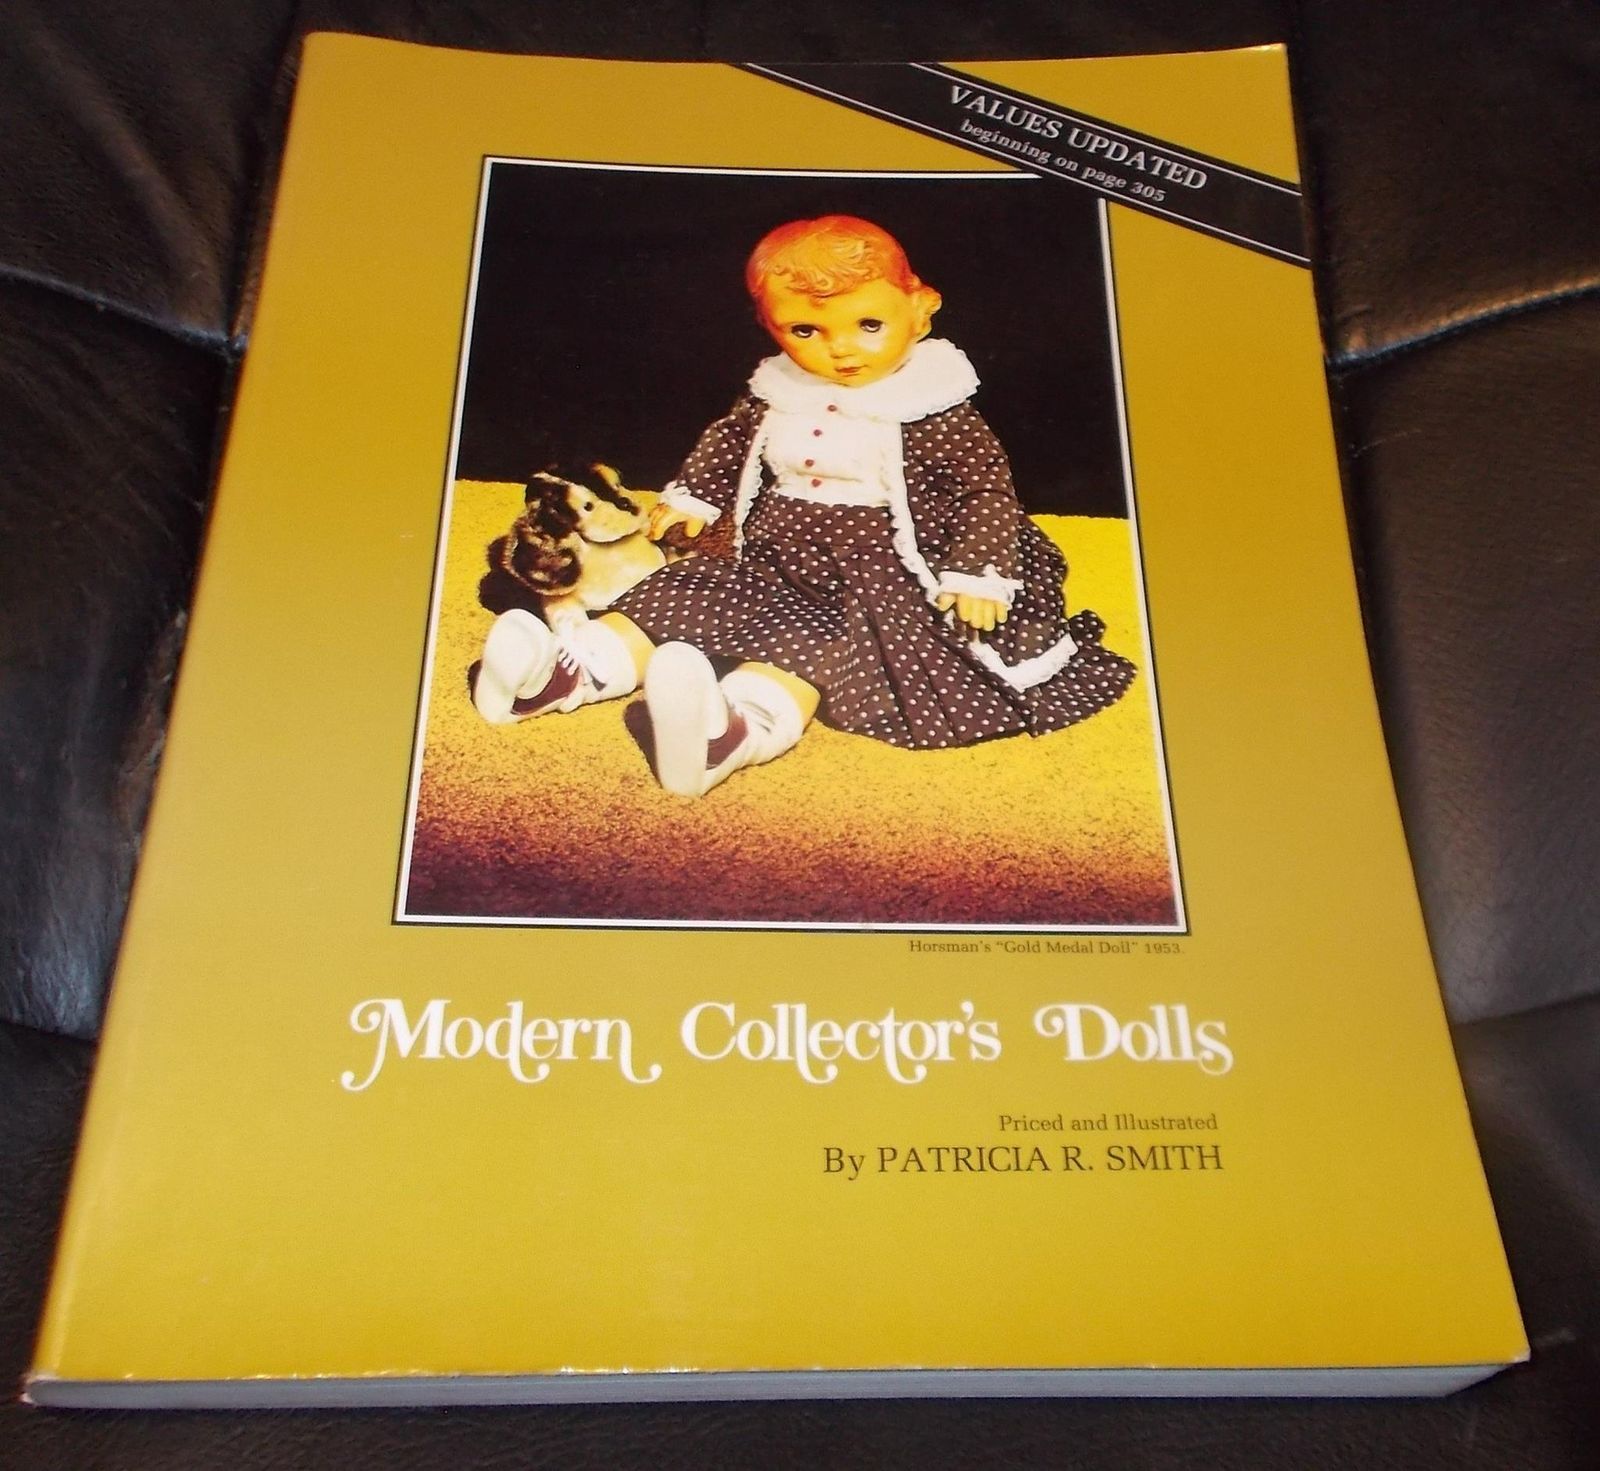 VALUES UPDATED
beginning on page 305
Horsman's "Gold Medal Doll" 1953.
Modern Collector's Dolls
Priced and Illustrated
By PATRICIA R. SMITH